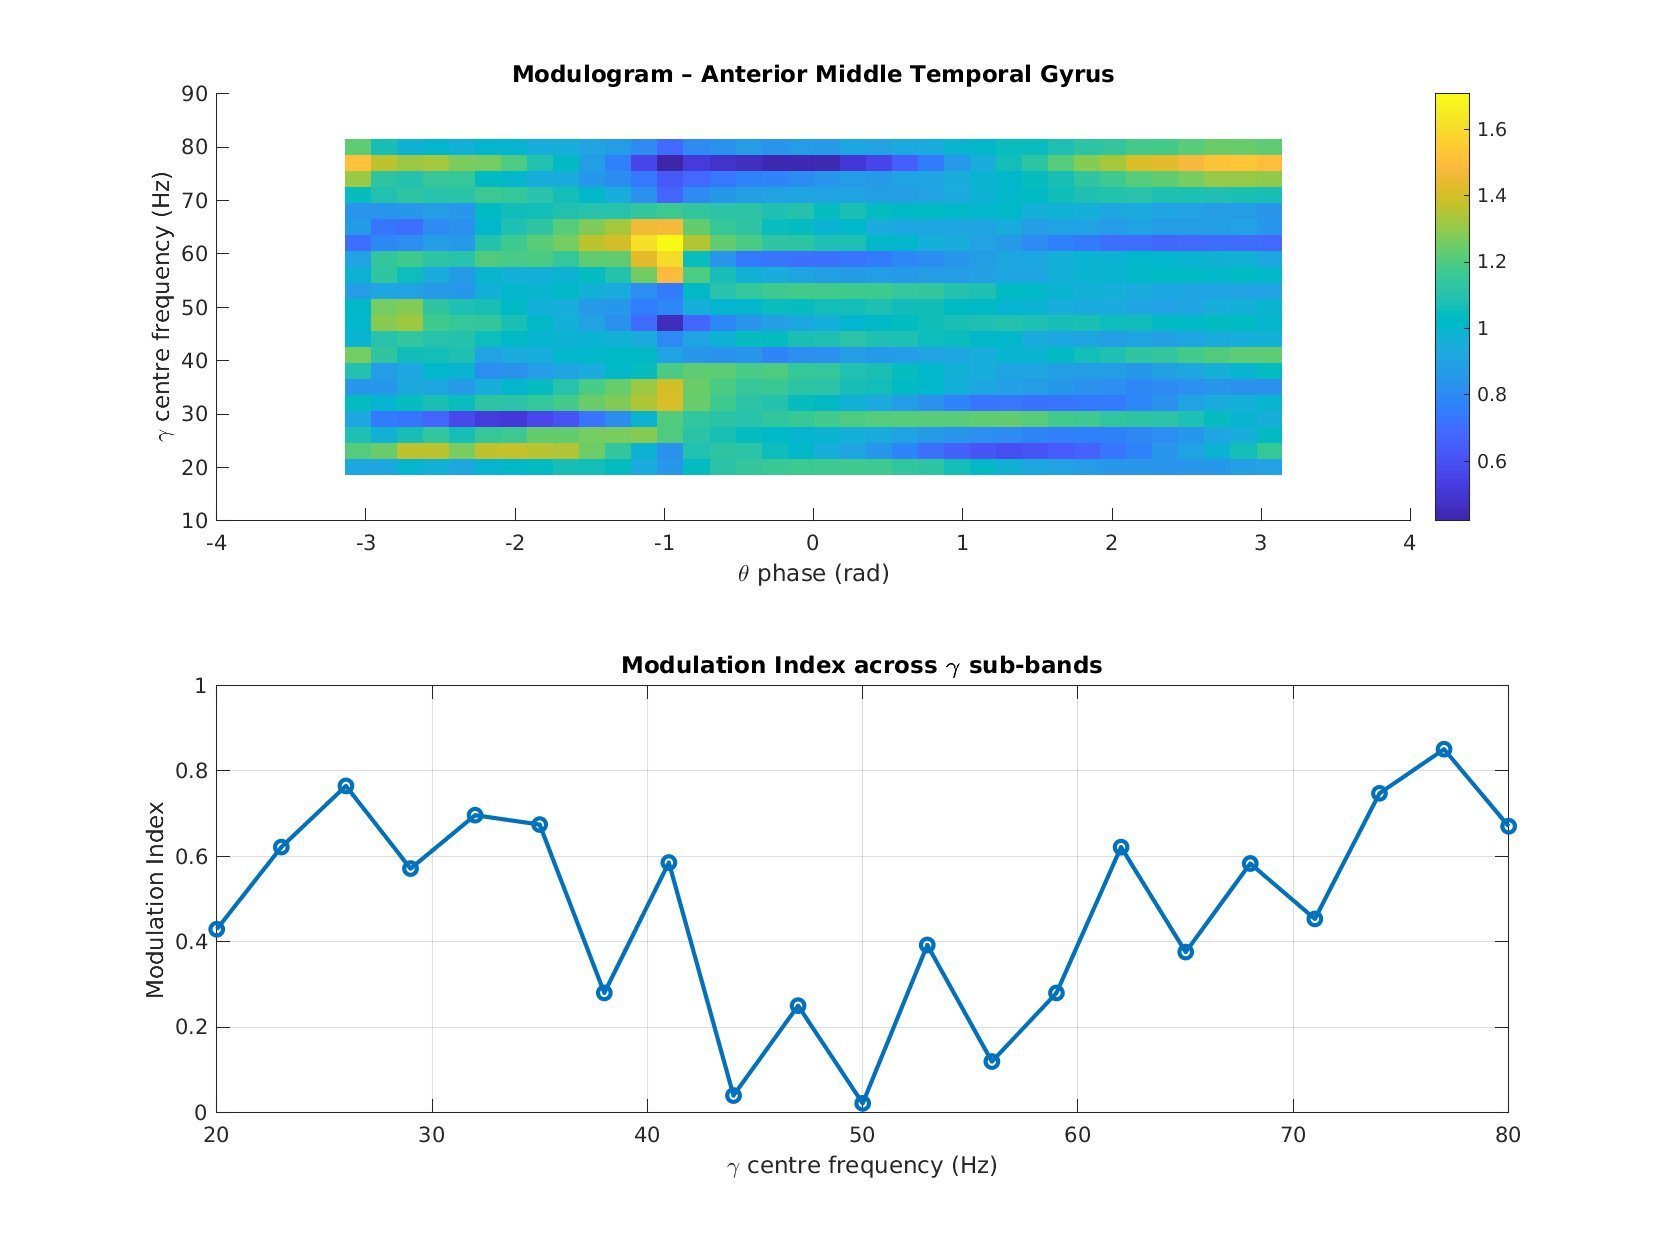 Modulogram – Anterior Middle Temporal Gyrus
γ centre frequency (Hz)
90
80
70
60
50
40
30
20
10
-4 -3 -2 -1 0 1 2 3 4
θ phase (rad)
1.6
1.4
1.2
1
0.8
0.6
Modulation Index across γ sub-bands
Modulation Index
1
0.8
0.6
0.4
0.2
0
20 30 40 50 60 70 80
γ centre frequency (Hz)